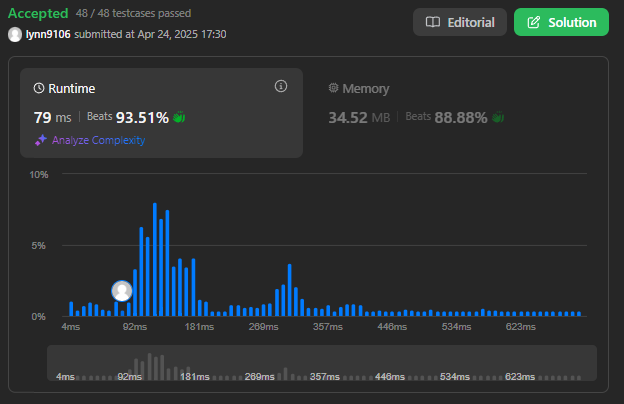 Accepted 48 / 48 testcases passed
lynn9106 submitted at Apr 24, 2025 17:30
Editorial
Solution
Runtime
79 ms | Beats 93.51%
Analyze Complexity
Memory
34.52 MB | Beats 88.88%
10%
5%
0%
4ms 92ms 181ms 269ms 357ms 446ms 534ms 623ms
4ms 92ms 181ms 269ms 357ms 446ms 534ms 623ms